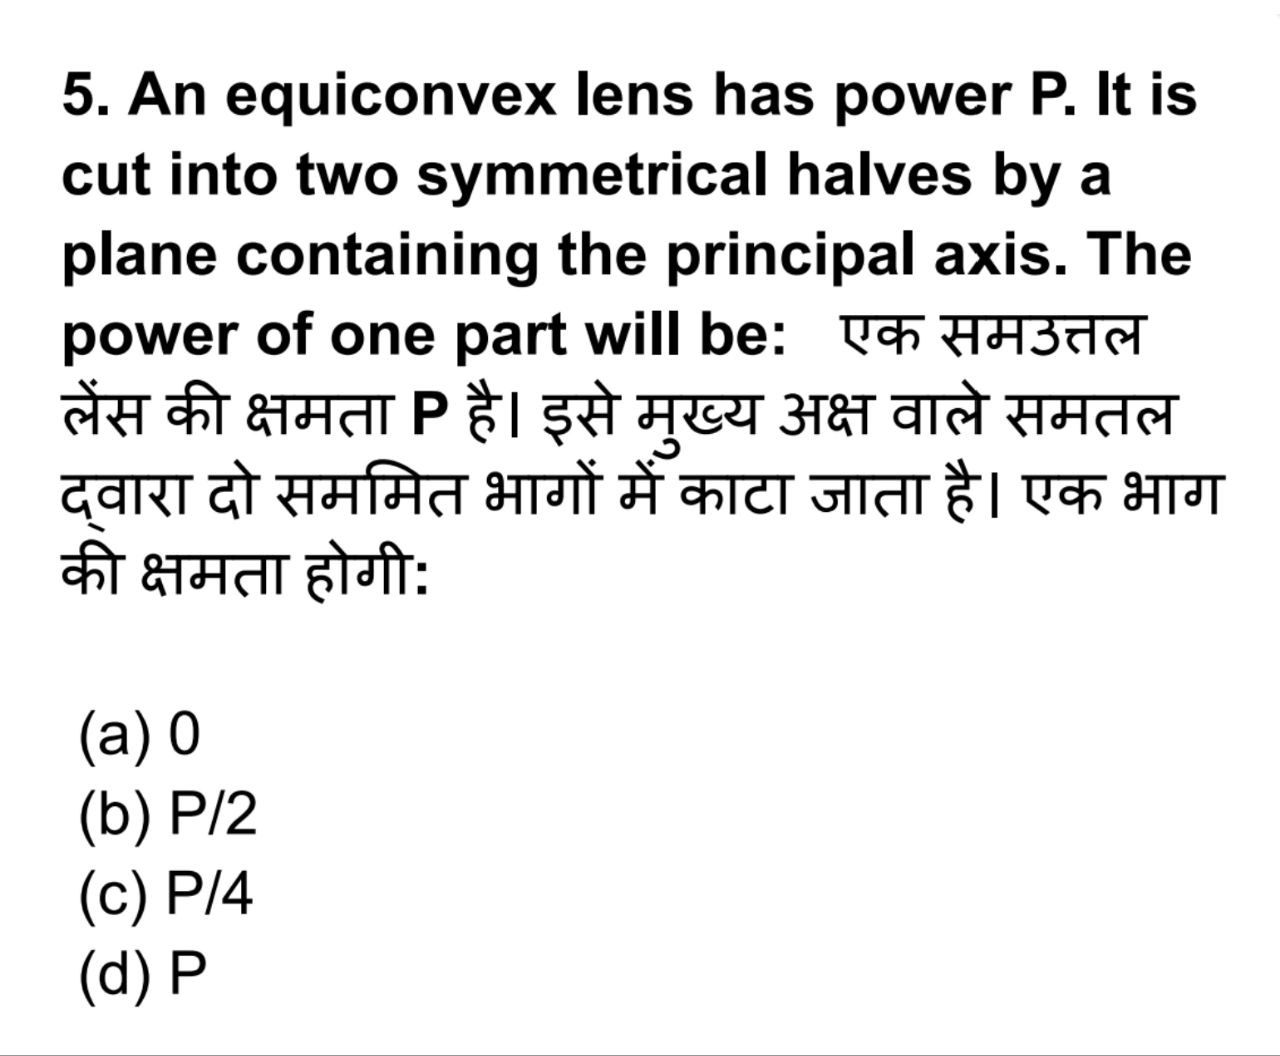 5. An equiconvex lens has power P. It is
cut into two symmetrical halves by a
plane containing the principal axis. The
power of one part will be: एक समउत्तल
लेंस की क्षमता P है। इसे मुख्य अक्ष वाले समतल
द्वारा दो सममित भागों में काटा जाता है। एक भाग
की क्षमता होगी:
(a) 0
(b) P/2
(c) P/4
(d) P